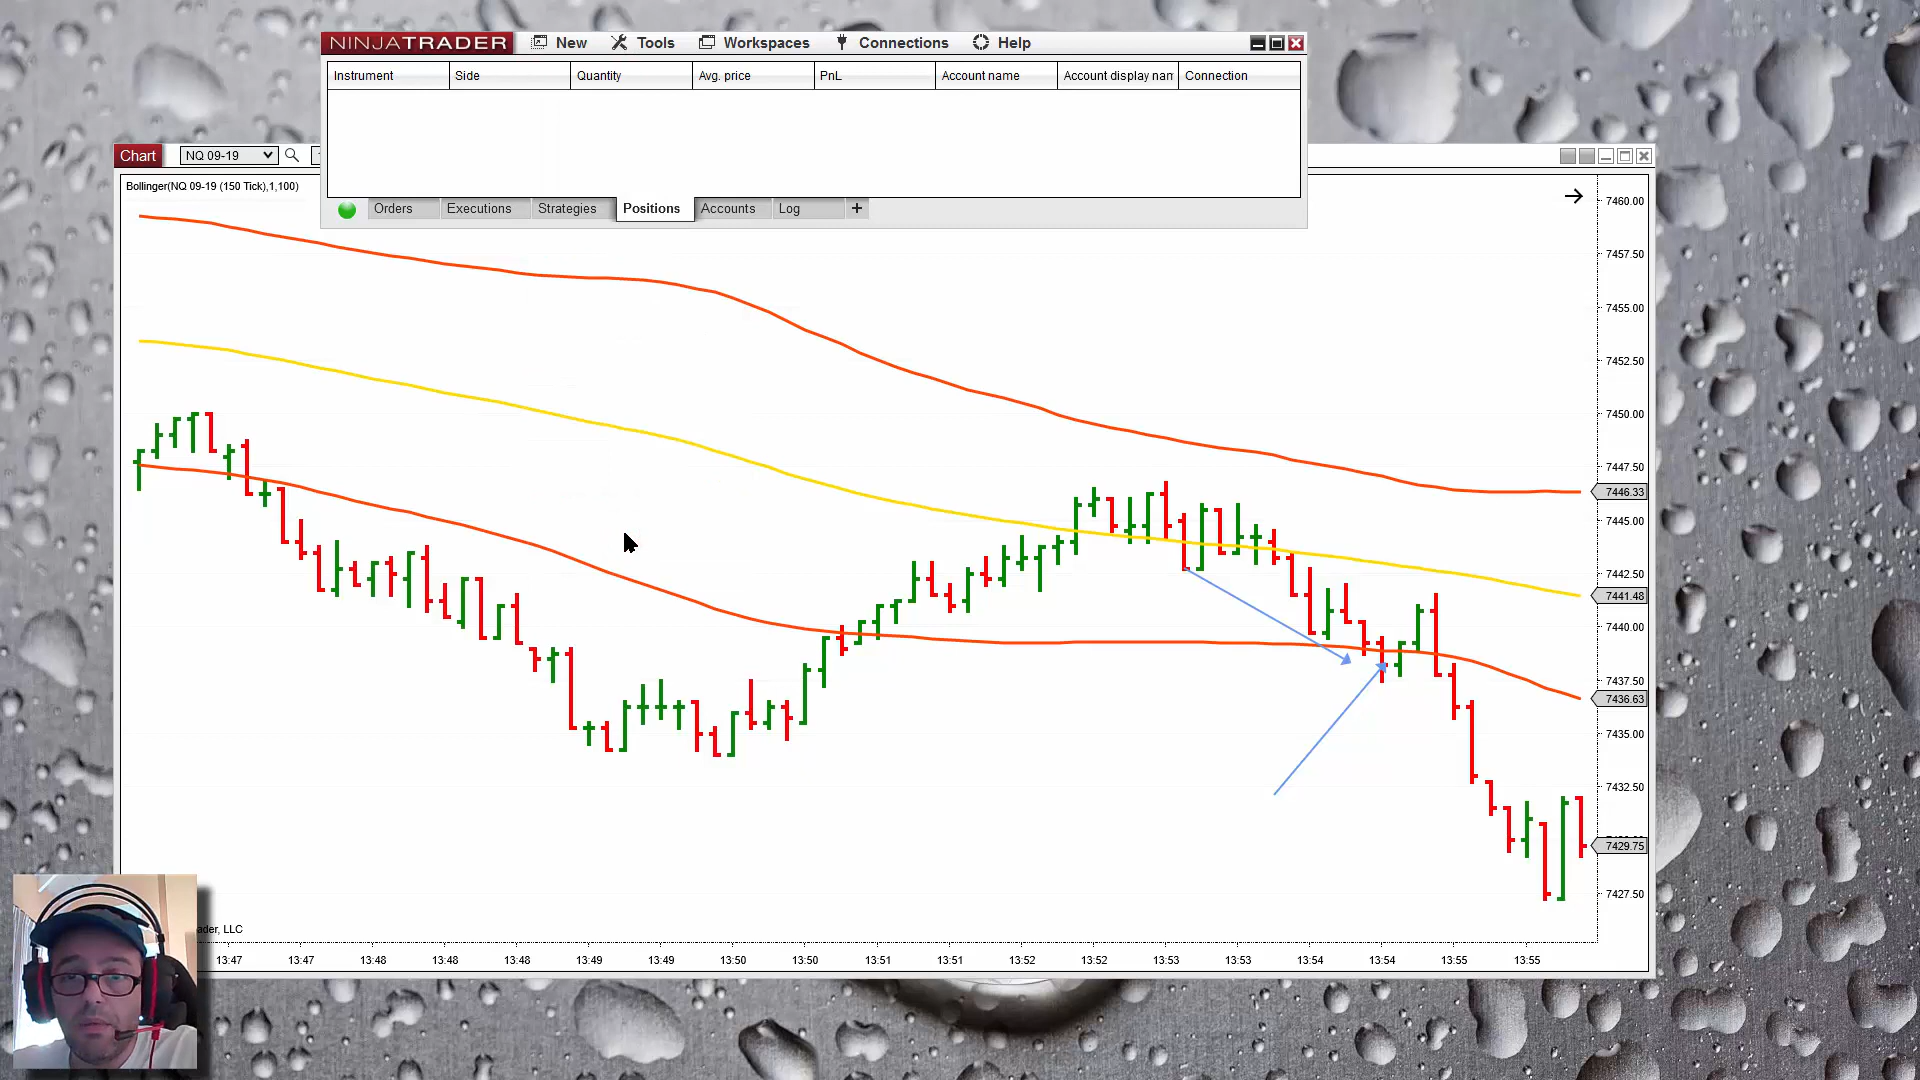 NINJATRADER New Tools Workspaces Connections Help
Instrument Side Quantity Avg. price PnL Account name Account display nam Connection
Chart NQ 09-19
Bollinger(NQ 09-19 (150 Tick),1,100)
Orders Executions Strategies Positions Accounts Log +
7460.00
7457.50
7455.00
7452.50
7450.00
7447.50
7446.33
7445.00
7442.50
7441.48
7440.00
7437.50
7436.63
7435.00
7432.50
7429.75
7427.50
ader, LLC
13:47 13:47 13:48 13:48 13:48 13:49 13:49 13:50 13:50 13:51 13:51 13:52 13:52 13:53 13:53 13:54 13:54 13:55 13:55